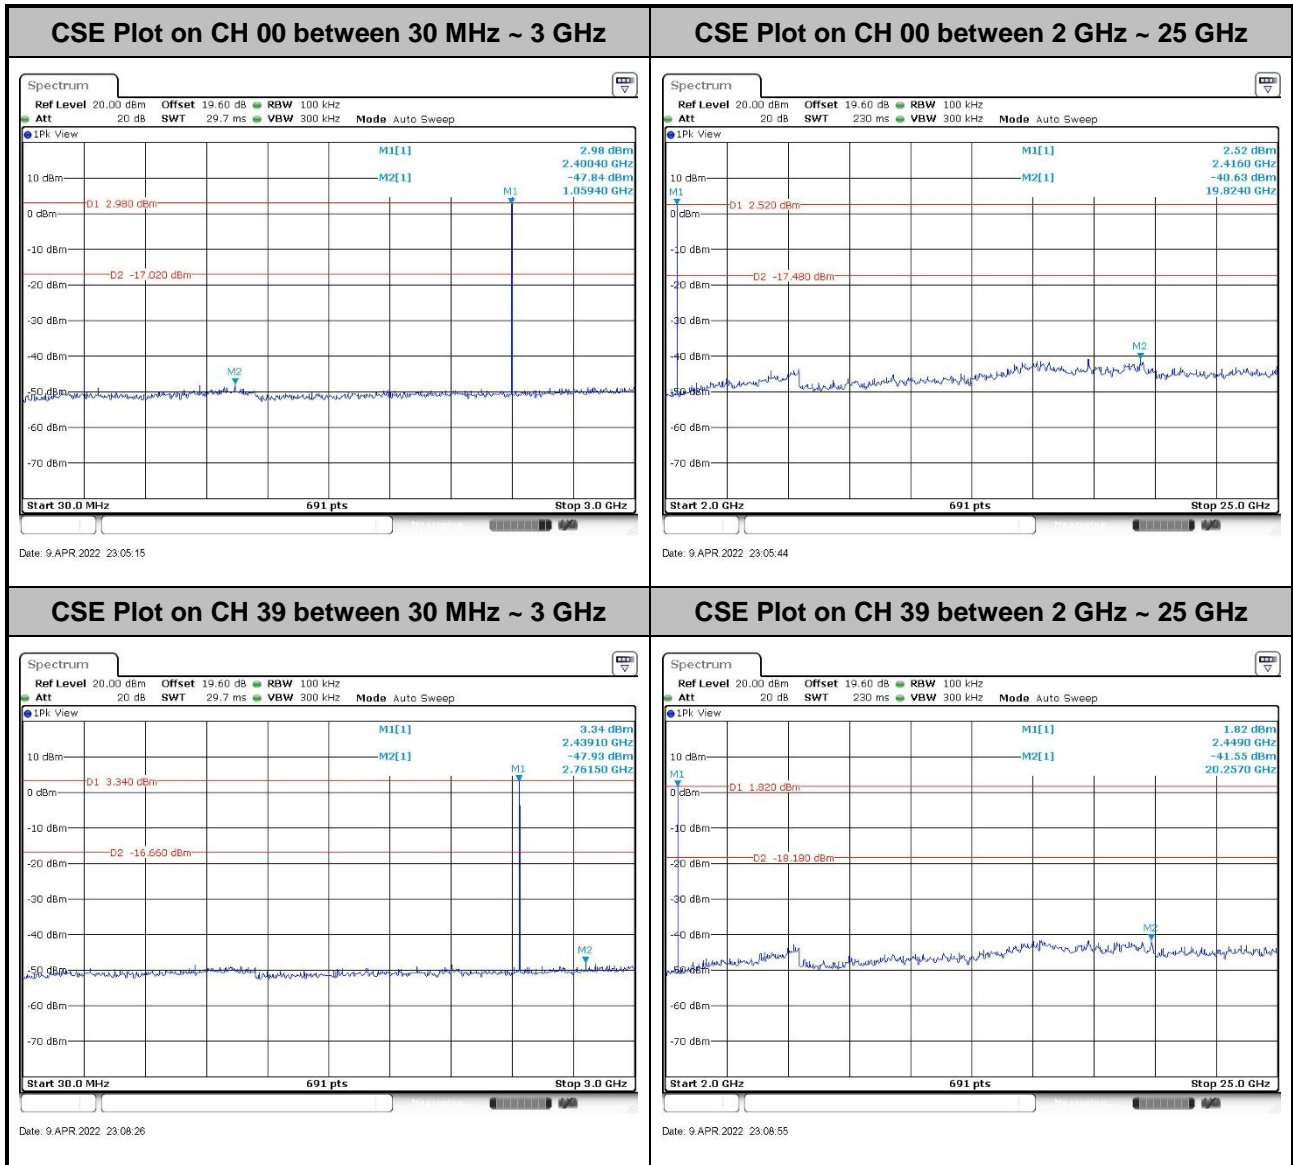 CSE Plot on CH 00 between 30 MHz ~ 3 GHz
Spectrum
Ref Level 20.00 dBm Offset 19.60 dB RBW 100 kHz
Att 20 dB SWT 29.7 ms VBW 300 kHz Mode Auto Sweep
1Pk View
M1[1] 2.98 dBm
2.40040 GHz
10 dBm M2[1] -47.84 dBm
M1 1.05940 GHz
D1 2.980 dBm
0 dBm
-10 dBm
D2 -17.020 dBm
-20 dBm
-30 dBm
-40 dBm
M2
-50 dBm
-60 dBm
-70 dBm
Start 30.0 MHz 691 pts Stop 3.0 GHz
Date: 9.APR.2022 23:05:15
CSE Plot on CH 00 between 2 GHz ~ 25 GHz
Spectrum
Ref Level 20.00 dBm Offset 19.60 dB RBW 100 kHz
Att 20 dB SWT 230 ms VBW 300 kHz Mode Auto Sweep
1Pk View
M1[1] 2.52 dBm
2.4160 GHz
10 dBm M2[1] -40.63 dBm
M1 19.8240 GHz
D1 2.520 dBm
0 dBm
-10 dBm
D2 -17.480 dBm
-20 dBm
-30 dBm
M2
-40 dBm
-50 dBm
-60 dBm
-70 dBm
Start 2.0 GHz 691 pts Stop 25.0 GHz
Date: 9.APR.2022 23:05:44
CSE Plot on CH 39 between 30 MHz ~ 3 GHz
Spectrum
Ref Level 20.00 dBm Offset 19.60 dB RBW 100 kHz
Att 20 dB SWT 29.7 ms VBW 300 kHz Mode Auto Sweep
1Pk View
M1[1] 3.34 dBm
2.43910 GHz
10 dBm M2[1] -47.93 dBm
M1 2.76150 GHz
D1 3.340 dBm
0 dBm
-10 dBm
D2 -16.660 dBm
-20 dBm
-30 dBm
-40 dBm
M2
-50 dBm
-60 dBm
-70 dBm
Start 30.0 MHz 691 pts Stop 3.0 GHz
Date: 9.APR.2022 23:08:26
CSE Plot on CH 39 between 2 GHz ~ 25 GHz
Spectrum
Ref Level 20.00 dBm Offset 19.60 dB RBW 100 kHz
Att 20 dB SWT 230 ms VBW 300 kHz Mode Auto Sweep
1Pk View
M1[1] 1.82 dBm
2.4490 GHz
10 dBm M2[1] -41.55 dBm
M1 20.2570 GHz
D1 1.820 dBm
0 dBm
-10 dBm
D2 -18.180 dBm
-20 dBm
-30 dBm
-40 dBm
M2
-50 dBm
-60 dBm
-70 dBm
Start 2.0 GHz 691 pts Stop 25.0 GHz
Date: 9.APR.2022 23:08:55